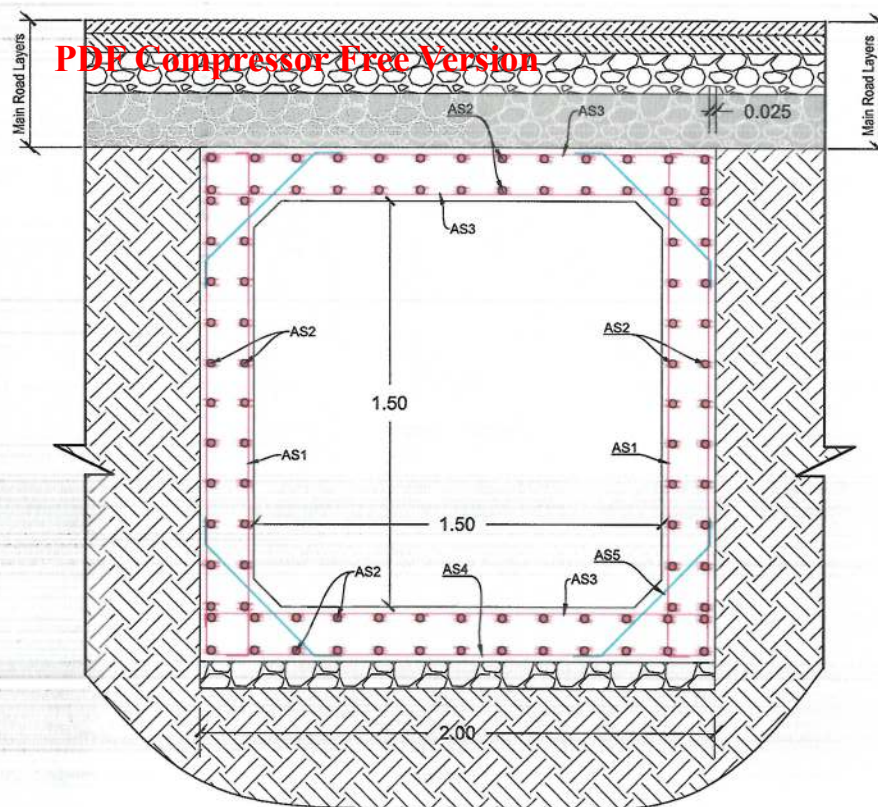 PDF Compressor Free Version
Main Road Layers
Main Road Layers
0.025
AS2
AS3
AS3
AS2
AS2
1.50
AS1
AS1
1.50
AS5
AS2
AS4
AS3
2.00